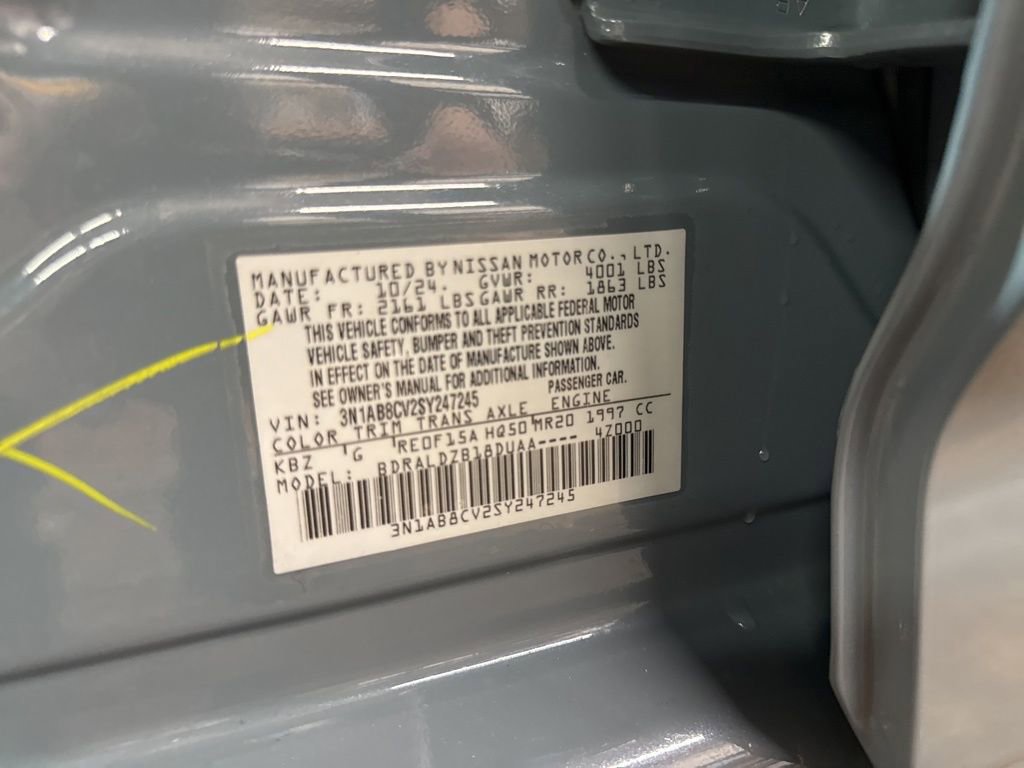 MANUFACTURED BY NISSAN MOTOR CO., LTD.
DATE: 10/24. GVWR: 4001 LBS
GAWR FR: 2161 LBS GAWR RR: 1863 LBS
THIS VEHICLE CONFORMS TO ALL APPLICABLE FEDERAL MOTOR
VEHICLE SAFETY, BUMPER AND THEFT PREVENTION STANDARDS
IN EFFECT ON THE DATE OF MANUFACTURE SHOWN ABOVE.
SEE OWNER'S MANUAL FOR ADDITIONAL INFORMATION.
VIN: 3N1AB8CV2SY247245 PASSENGER CAR.
COLOR TRIM TRANS AXLE ENGINE
KBZ G RE0F15A HQ50 MR20 1997 CC
MODEL: BDRALDZB18DUAA---- 4Z000
3N1AB8CV2SY247245